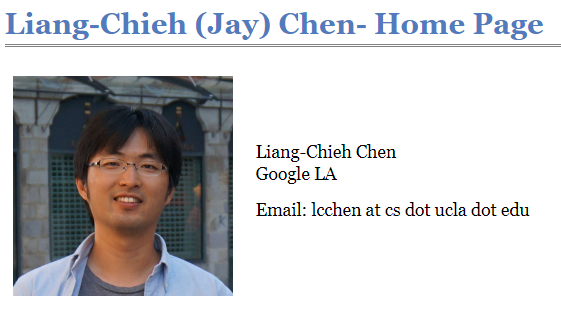 Liang-Chieh (Jay) Chen- Home Page
Liang-Chieh Chen
Google LA
Email: lcchen at cs dot ucla dot edu